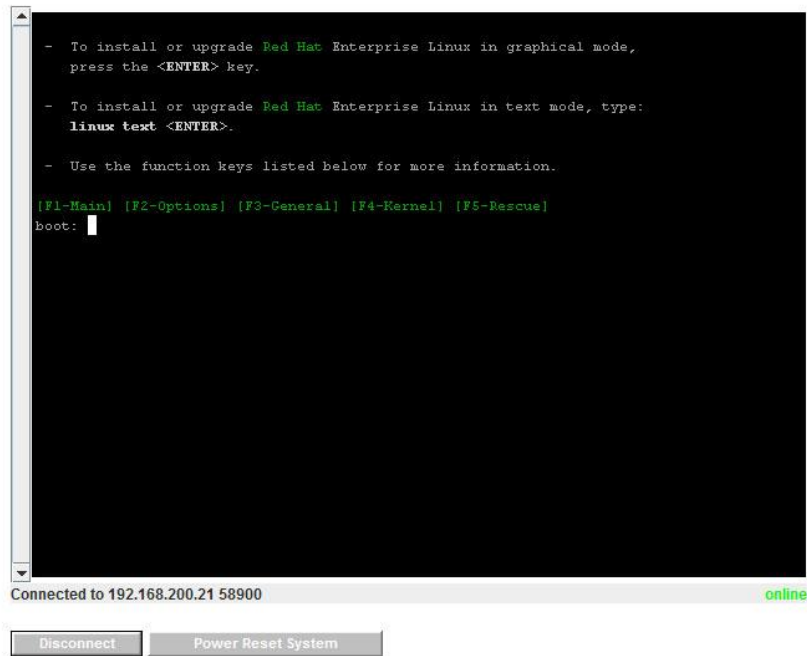 - To install or upgrade Red Hat Enterprise Linux in graphical mode,
press the <ENTER> key.
- To install or upgrade Red Hat Enterprise Linux in text mode, type:
linux text <ENTER>.
- Use the function keys listed below for more information.
[F1-Main] [F2-Options] [F3-General] [F4-Kernel] [F5-Rescue]
boot:
Connected to 192.168.200.21 58900 online
Disconnect Power Reset System